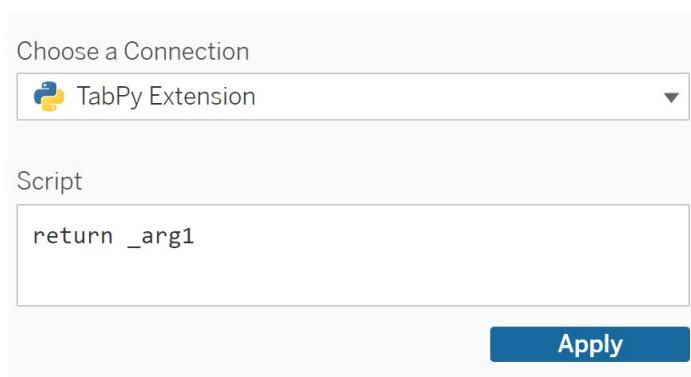 Choose a Connection
TabPy Extension
Script
return _arg1
Apply